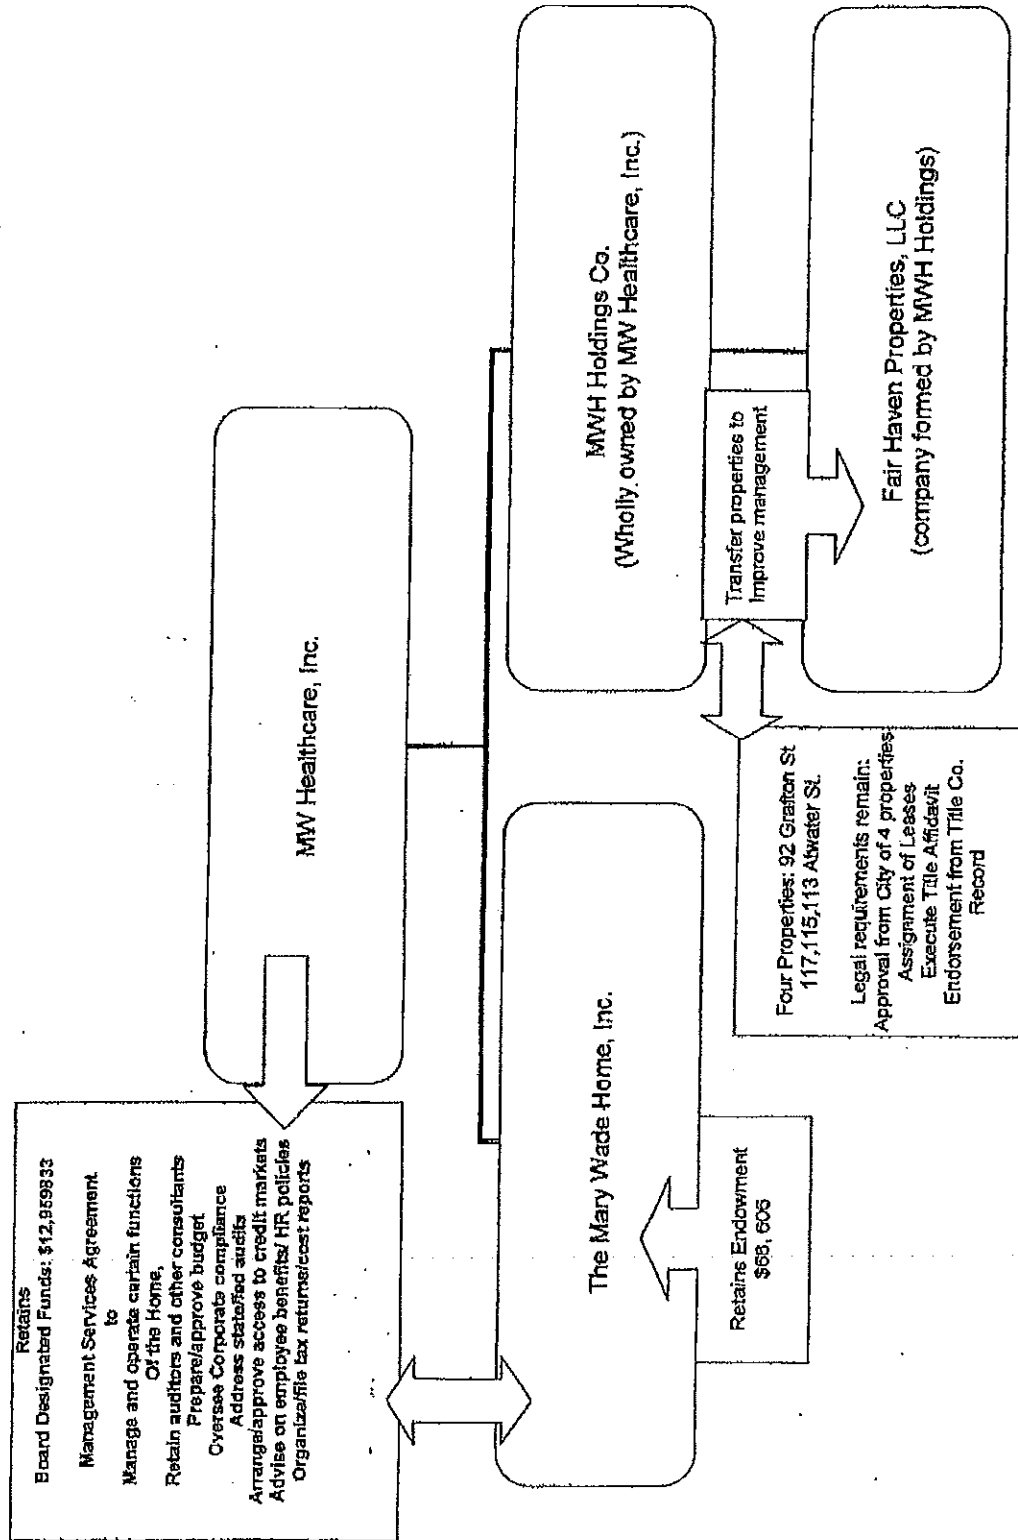 Retains
Board Designated Funds: $12,959833
Management Services Agreement
to
Manage and operate certain functions
Of the Home,
Retain auditors and other consultants
Prepare/approve budget
Oversee Corporate compliance
Address state/fed audits
Arrange/approve access to credit markets
Advise on employee benefits/ HR policies
Organize/file tax returns/cost reports
MW Healthcare, Inc.
The Mary Wade Home, Inc.
Retains Endowment
$68, 606
MWH Holdings Co.
(Wholly owned by MW Healthcare, Inc.)
Transfer properties to
Improve management
Four Properties: 92 Grafton St
117,115,113 Atwater St.
Legal requirements remain:
Approval from City of 4 properties
Assignment of Leases
Execute Title Affidavit
Endorsement from Title Co.
Record
Fair Haven Properties, LLC
(company formed by MWH Holdings)